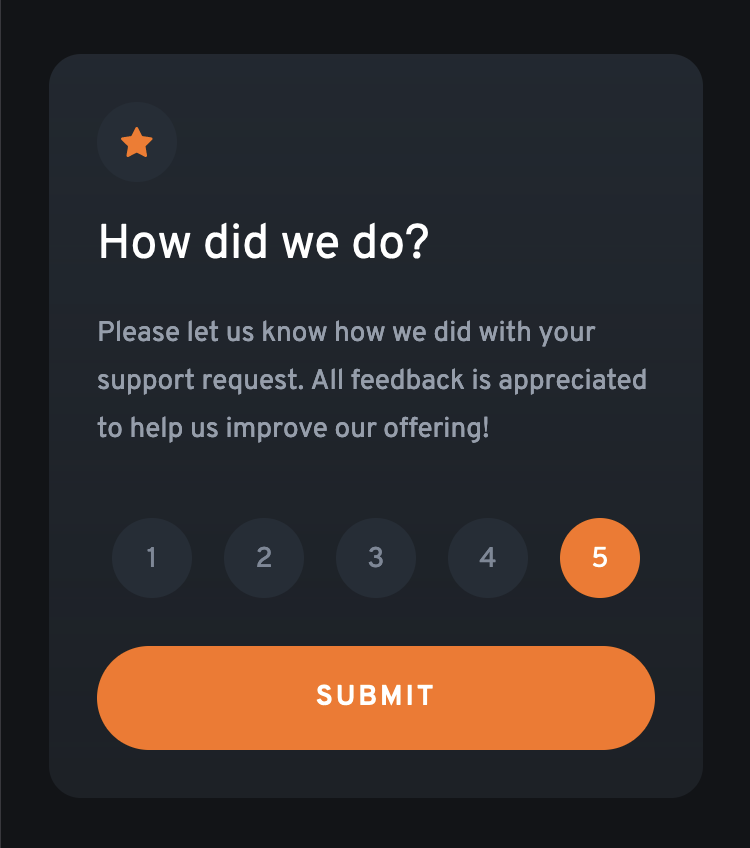 How did we do?
Please let us know how we did with your
support request. All feedback is appreciated
to help us improve our offering!
1 2 3 4 5
SUBMIT